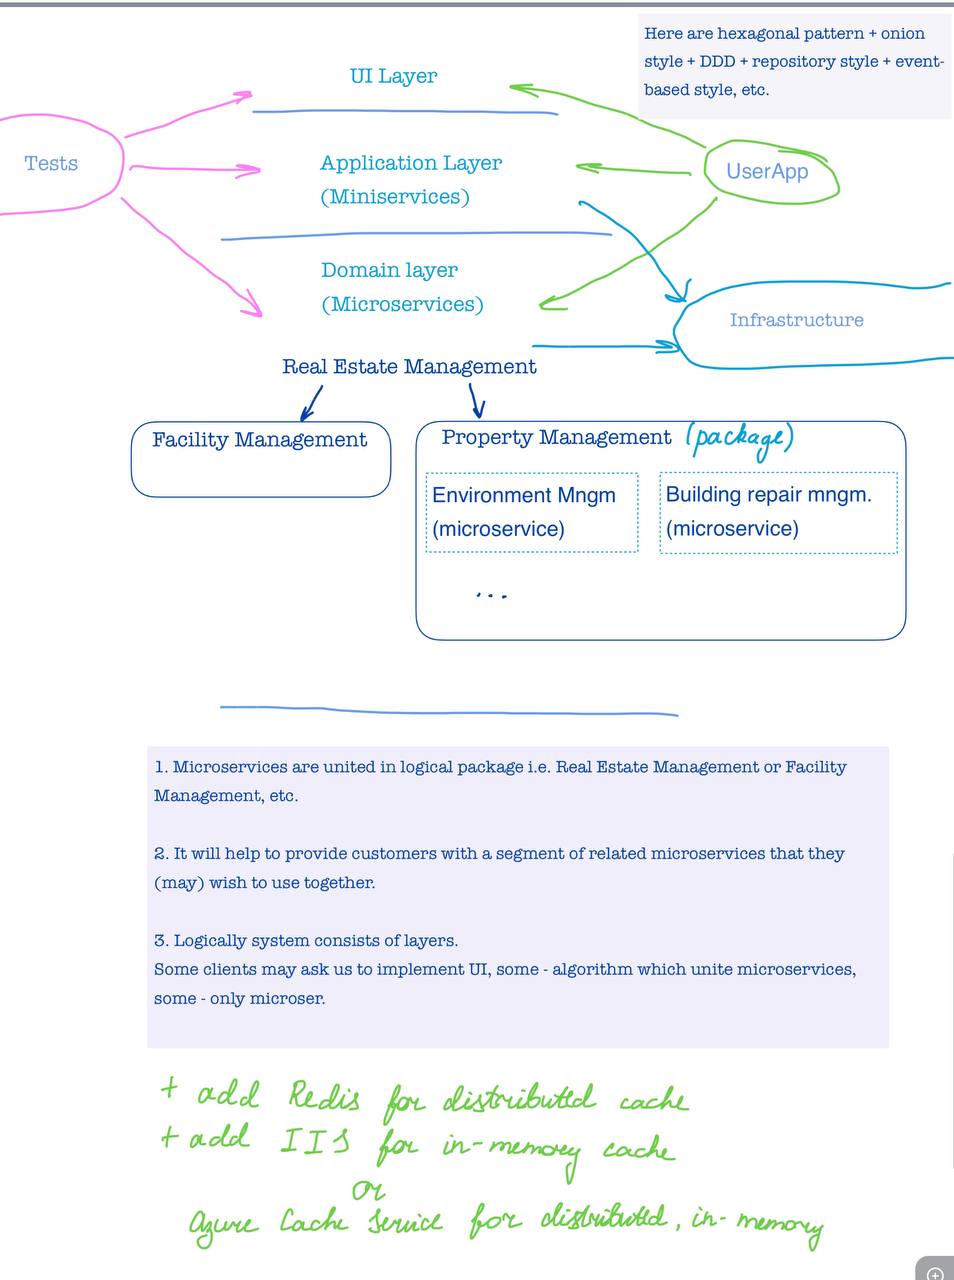 Here are hexagonal pattern + onion
style + DDD + repository style + event-
based style, etc.
UI Layer
Tests
Application Layer
(Miniservices)
UserApp
Domain layer
(Microservices)
Infrastructure
Real Estate Management
Facility Management
Property Management (package)
Environment Mngm
(microservice)
Building repair mngm.
(microservice)
...
1. Microservices are united in logical package i.e. Real Estate Management or Facility
Management, etc.
2. It will help to provide customers with a segment of related microservices that they
(may) wish to use together.
3. Logically system consists of layers.
Some clients may ask us to implement UI, some - algorithm which unite microservices,
some - only microser.
+ add Redis for distributed cache
+ add IIS for in-memory cache
or
Azure Cache Service for distributed, in-memory